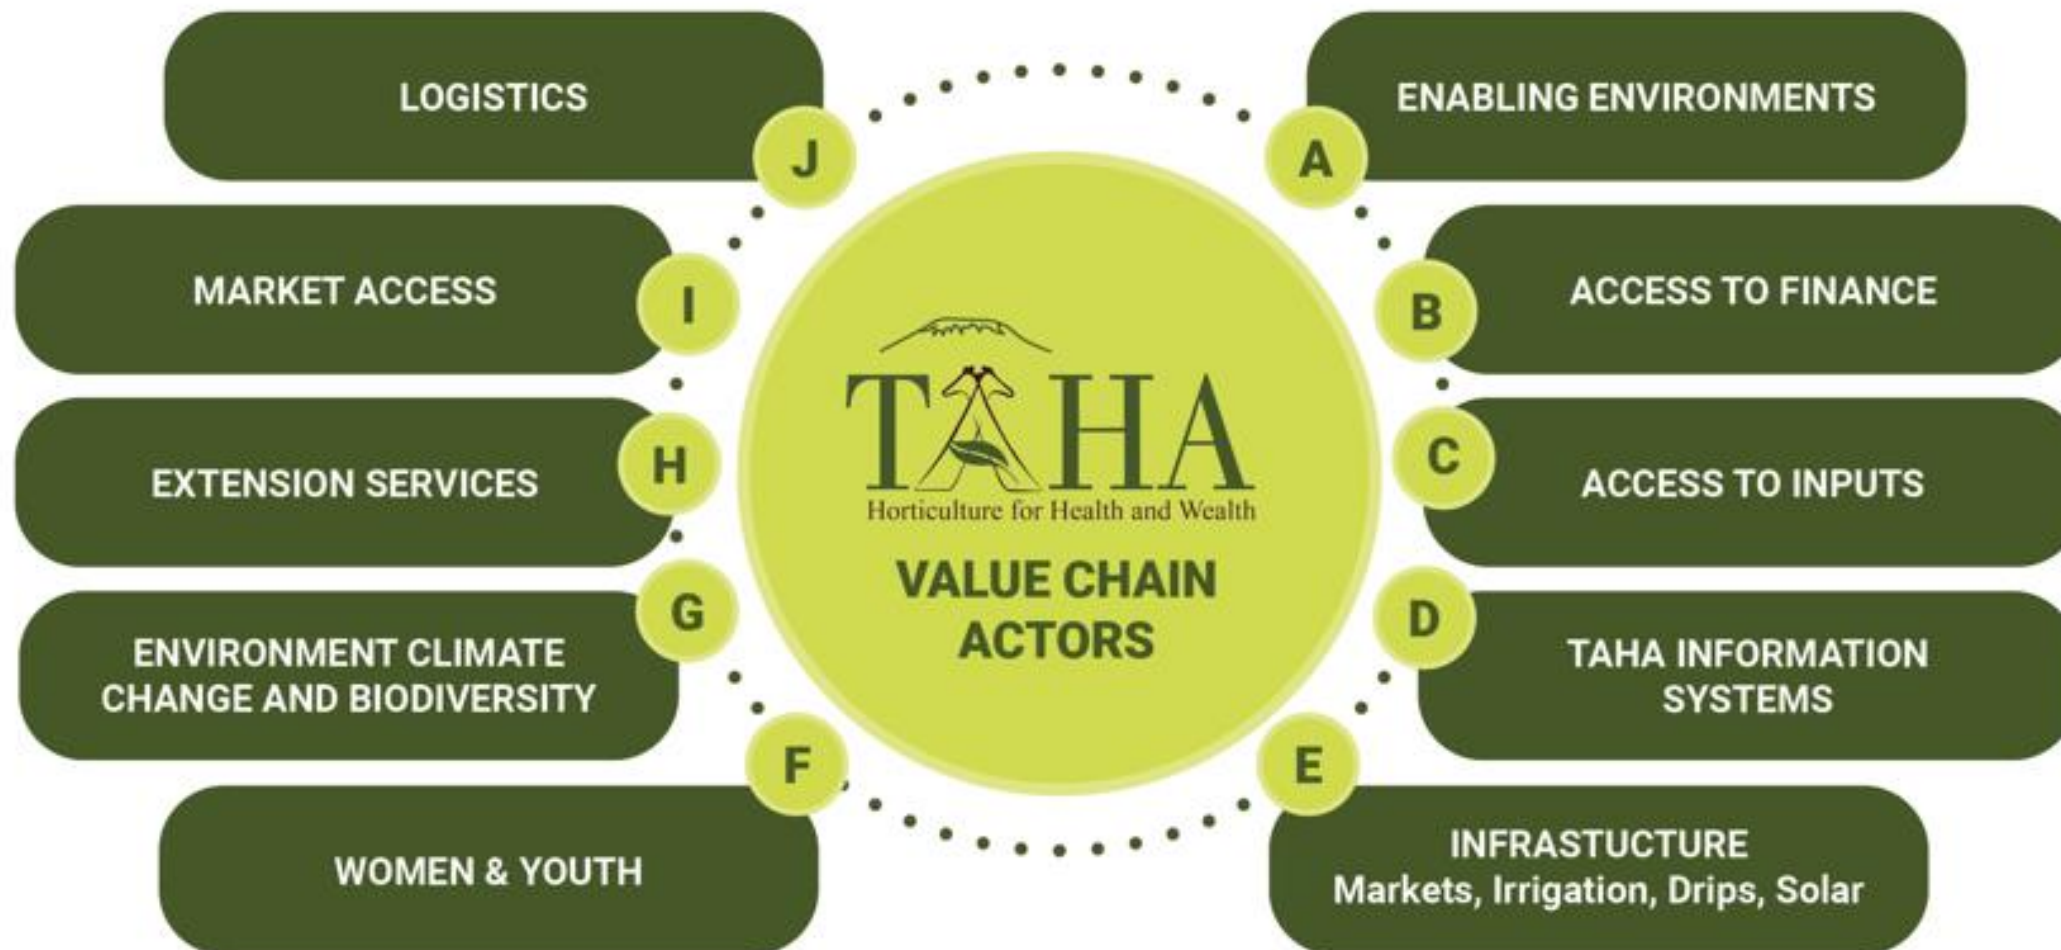 LOGISTICS
J
MARKET ACCESS
I
EXTENSION SERVICES
H
ENVIRONMENT CLIMATE
CHANGE AND BIODIVERSITY
G
WOMEN & YOUTH
F
TAHA
Horticulture for Health and Wealth
VALUE CHAIN
ACTORS
A
ENABLING ENVIRONMENTS
B
ACCESS TO FINANCE
C
ACCESS TO INPUTS
D
TAHA INFORMATION
SYSTEMS
E
INFRASTUCTURE
Markets, Irrigation, Drips, Solar